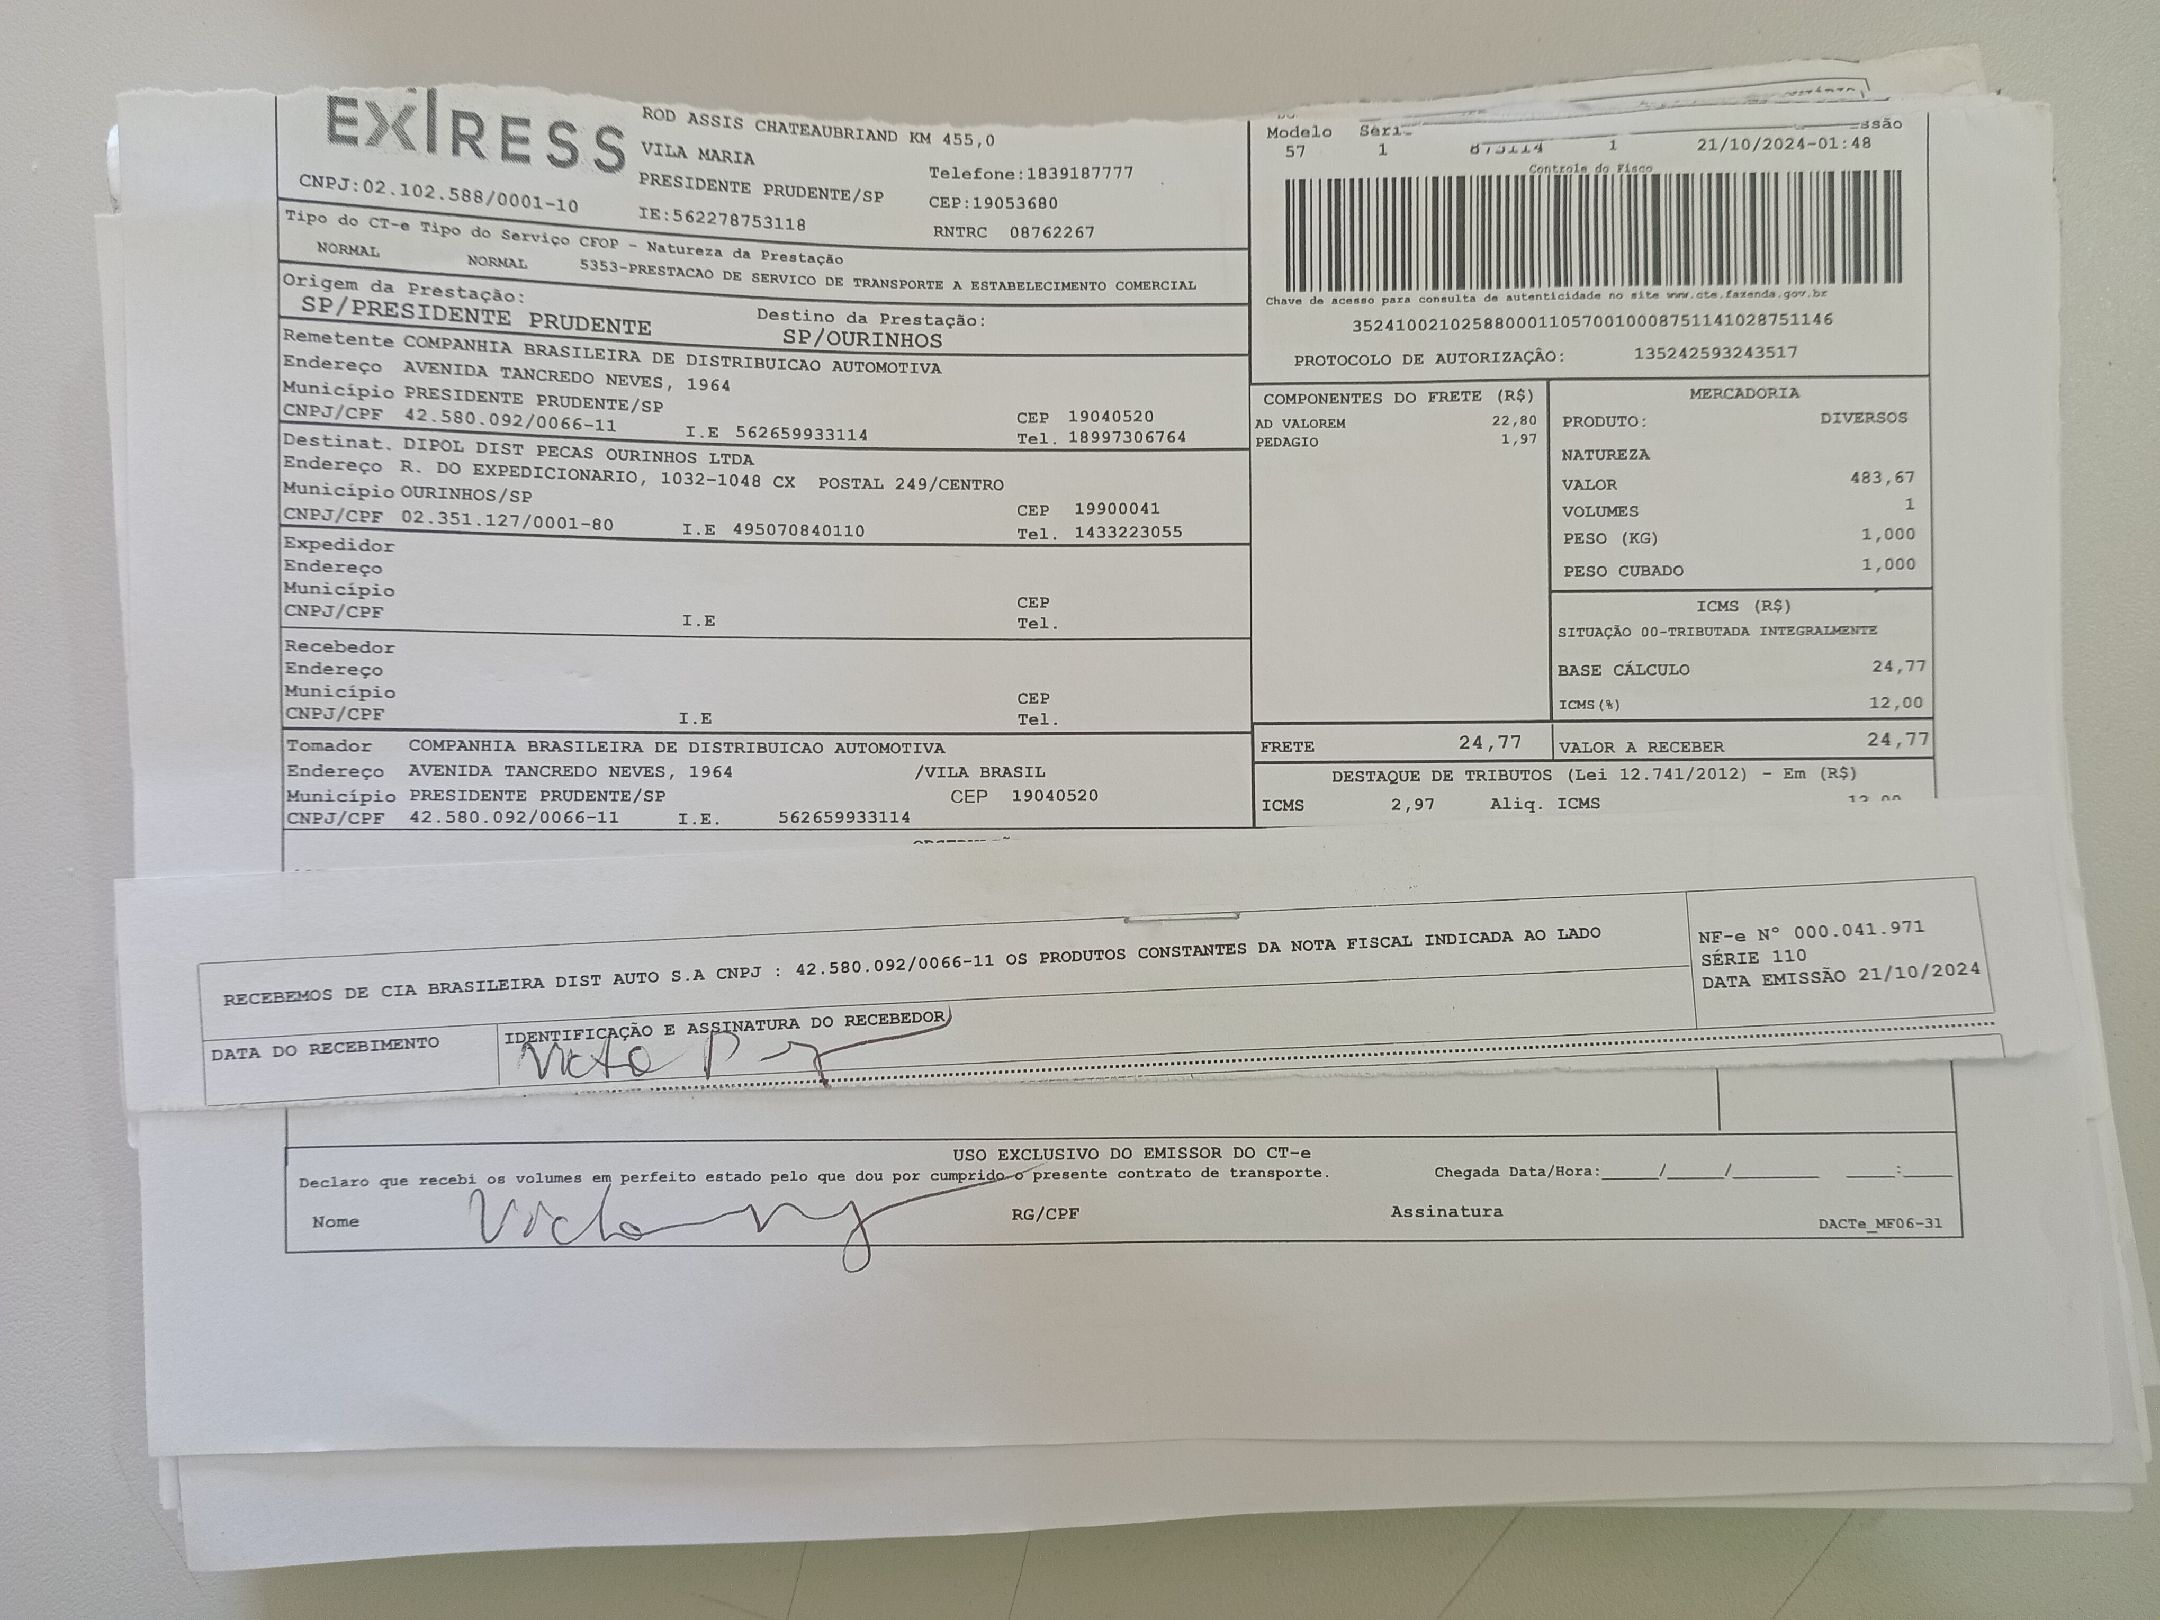 EXPRESS
ROD ASSIS CHATEAUBRIAND KM 455,0
VILA MARIA
Telefone:1839187777
PRESIDENTE PRUDENTE/SP
CEP:19053680
CNPJ:02.102.588/0001-10
IE:562278753118
RNTRC 08762267
Modelo Séri ssão
57 1 875114 1 21/10/2024-01:48
Controle do Fisco
Tipo do CT-e Tipo do Serviço CFOP - Natureza da Prestação
NORMAL NORMAL 5353-PRESTACAO DE SERVICO DE TRANSPORTE A ESTABELECIMENTO COMERCIAL
Chave de acesso para consulta de autenticidade no site www.cte.fazenda.gov.br
35241002102588000110570010008751141028751146
PROTOCOLO DE AUTORIZAÇÃO: 135242593243517
Origem da Prestação:
SP/PRESIDENTE PRUDENTE
Destino da Prestação:
SP/OURINHOS
Remetente COMPANHIA BRASILEIRA DE DISTRIBUICAO AUTOMOTIVA
Endereço AVENIDA TANCREDO NEVES, 1964
Município PRESIDENTE PRUDENTE/SP
CEP 19040520
CNPJ/CPF 42.580.092/0066-11 I.E 562659933114 Tel. 18997306764
Destinat. DIPOL DIST PECAS OURINHOS LTDA
Endereço R. DO EXPEDICIONARIO, 1032-1048 CX POSTAL 249/CENTRO
Município OURINHOS/SP
CEP 19900041
CNPJ/CPF 02.351.127/0001-80 I.E 495070840110 Tel. 1433223055
Expedidor
Endereço
Município
CEP
CNPJ/CPF I.E Tel.
Recebedor
Endereço
Município
CEP
CNPJ/CPF I.E Tel.
Tomador COMPANHIA BRASILEIRA DE DISTRIBUICAO AUTOMOTIVA
Endereço AVENIDA TANCREDO NEVES, 1964 /VILA BRASIL
Município PRESIDENTE PRUDENTE/SP CEP 19040520
CNPJ/CPF 42.580.092/0066-11 I.E. 562659933114
COMPONENTES DO FRETE (R$)
AD VALOREM 22,80
PEDAGIO 1,97
MERCADORIA
PRODUTO: DIVERSOS
NATUREZA
VALOR 483,67
VOLUMES 1
PESO (KG) 1,000
PESO CUBADO 1,000
ICMS (R$)
SITUAÇÃO 00-TRIBUTADA INTEGRALMENTE
BASE CÁLCULO 24,77
ICMS(%) 12,00
FRETE 24,77 VALOR A RECEBER 24,77
DESTAQUE DE TRIBUTOS (Lei 12.741/2012) - Em (R$)
ICMS 2,97 Aliq. ICMS 12,00
RECEBEMOS DE CIA BRASILEIRA DIST AUTO S.A CNPJ : 42.580.092/0066-11 OS PRODUTOS CONSTANTES DA NOTA FISCAL INDICADA AO LADO
NF-e Nº 000.041.971
SÉRIE 110
DATA EMISSÃO 21/10/2024
DATA DO RECEBIMENTO IDENTIFICAÇÃO E ASSINATURA DO RECEBEDOR
USO EXCLUSIVO DO EMISSOR DO CT-e
Declaro que recebi os volumes em perfeito estado pelo que dou por cumprido o presente contrato de transporte. Chegada Data/Hora:____/____/______ ___:___
Nome RG/CPF Assinatura
DACTe_MF06-31